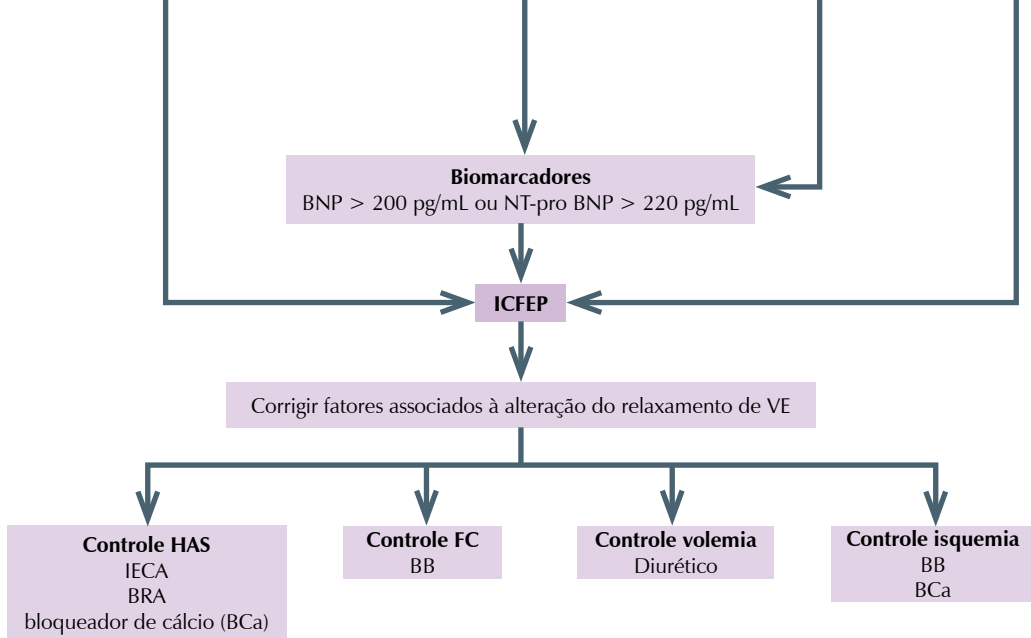 Biomarcadores
BNP > 200 pg/mL ou NT-pro BNP > 220 pg/mL
ICFEP
Corrigir fatores associados à alteração do relaxamento de VE
Controle HAS
IECA
BRA
bloqueador de cálcio (BCa)
Controle FC
BB
Controle volemia
Diurético
Controle isquemia
BB
BCa